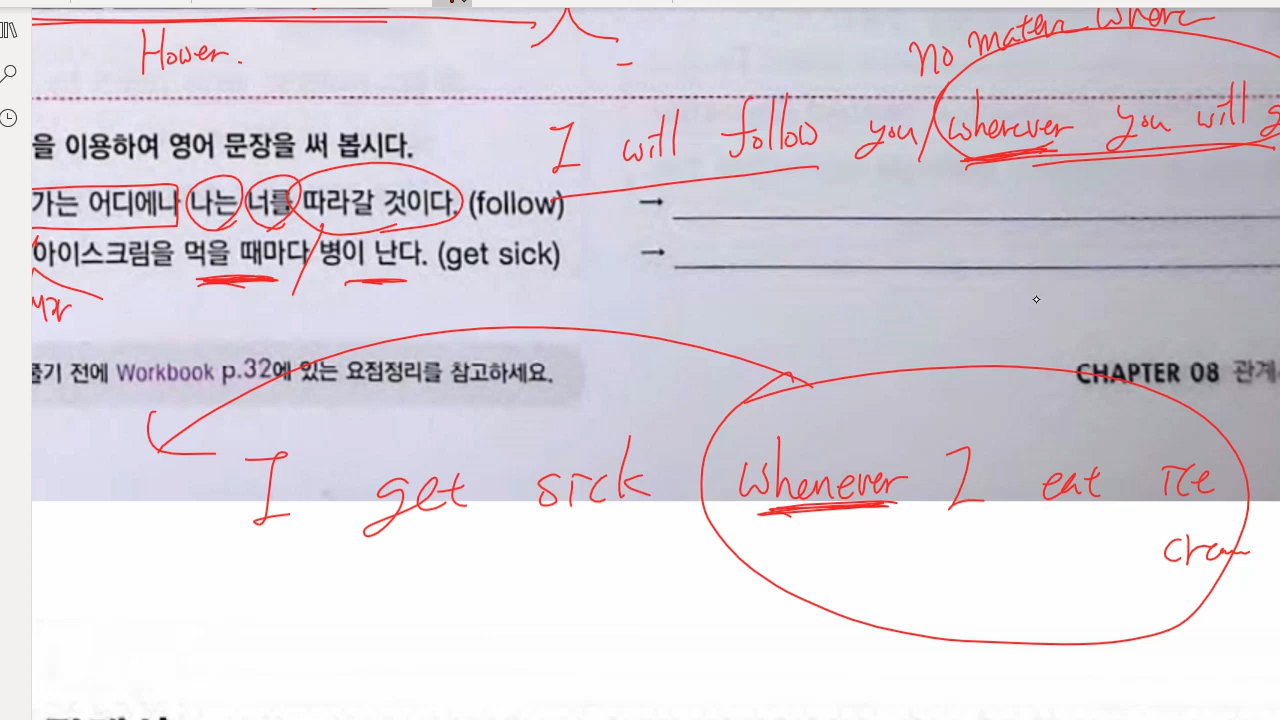 Hower.
no maten where
을 이용하여 영어 문장을 써 봅시다.
I will follow you / wherever you will g
가는 어디에나 나는 너를 따라갈 것이다. (follow) →
아이스크림을 먹을 때마다 병이 난다. (get sick) →
기 전에 Workbook p.32에 있는 요점정리를 참고하세요.
CHAPTER 08 관계
I get sick whenever I eat ice
cream